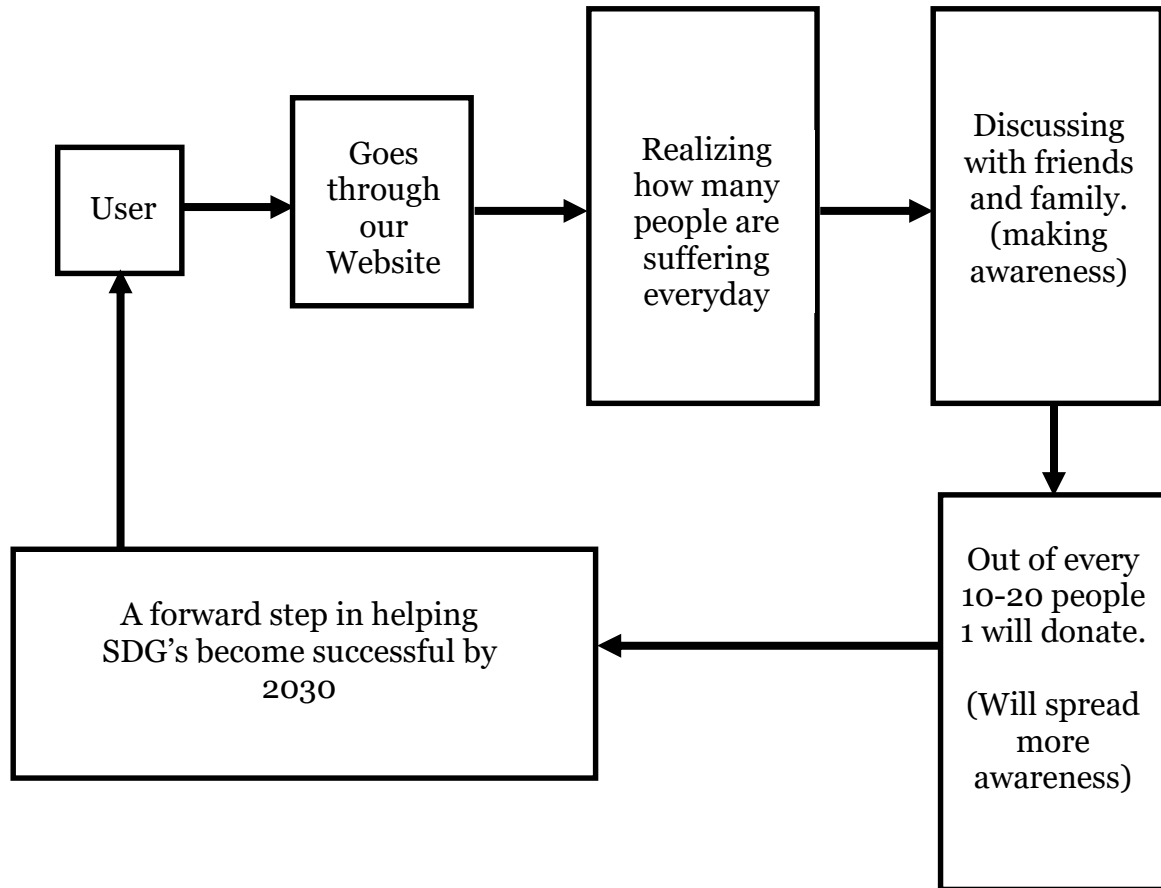 User
Goes
through
our
Website
Realizing
how many
people are
suffering
everyday
Discussing
with friends
and family.
(making
awareness)
Out of every
10-20 people
1 will donate.
(Will spread
more
awareness)
A forward step in helping
SDG’s become successful by
2030